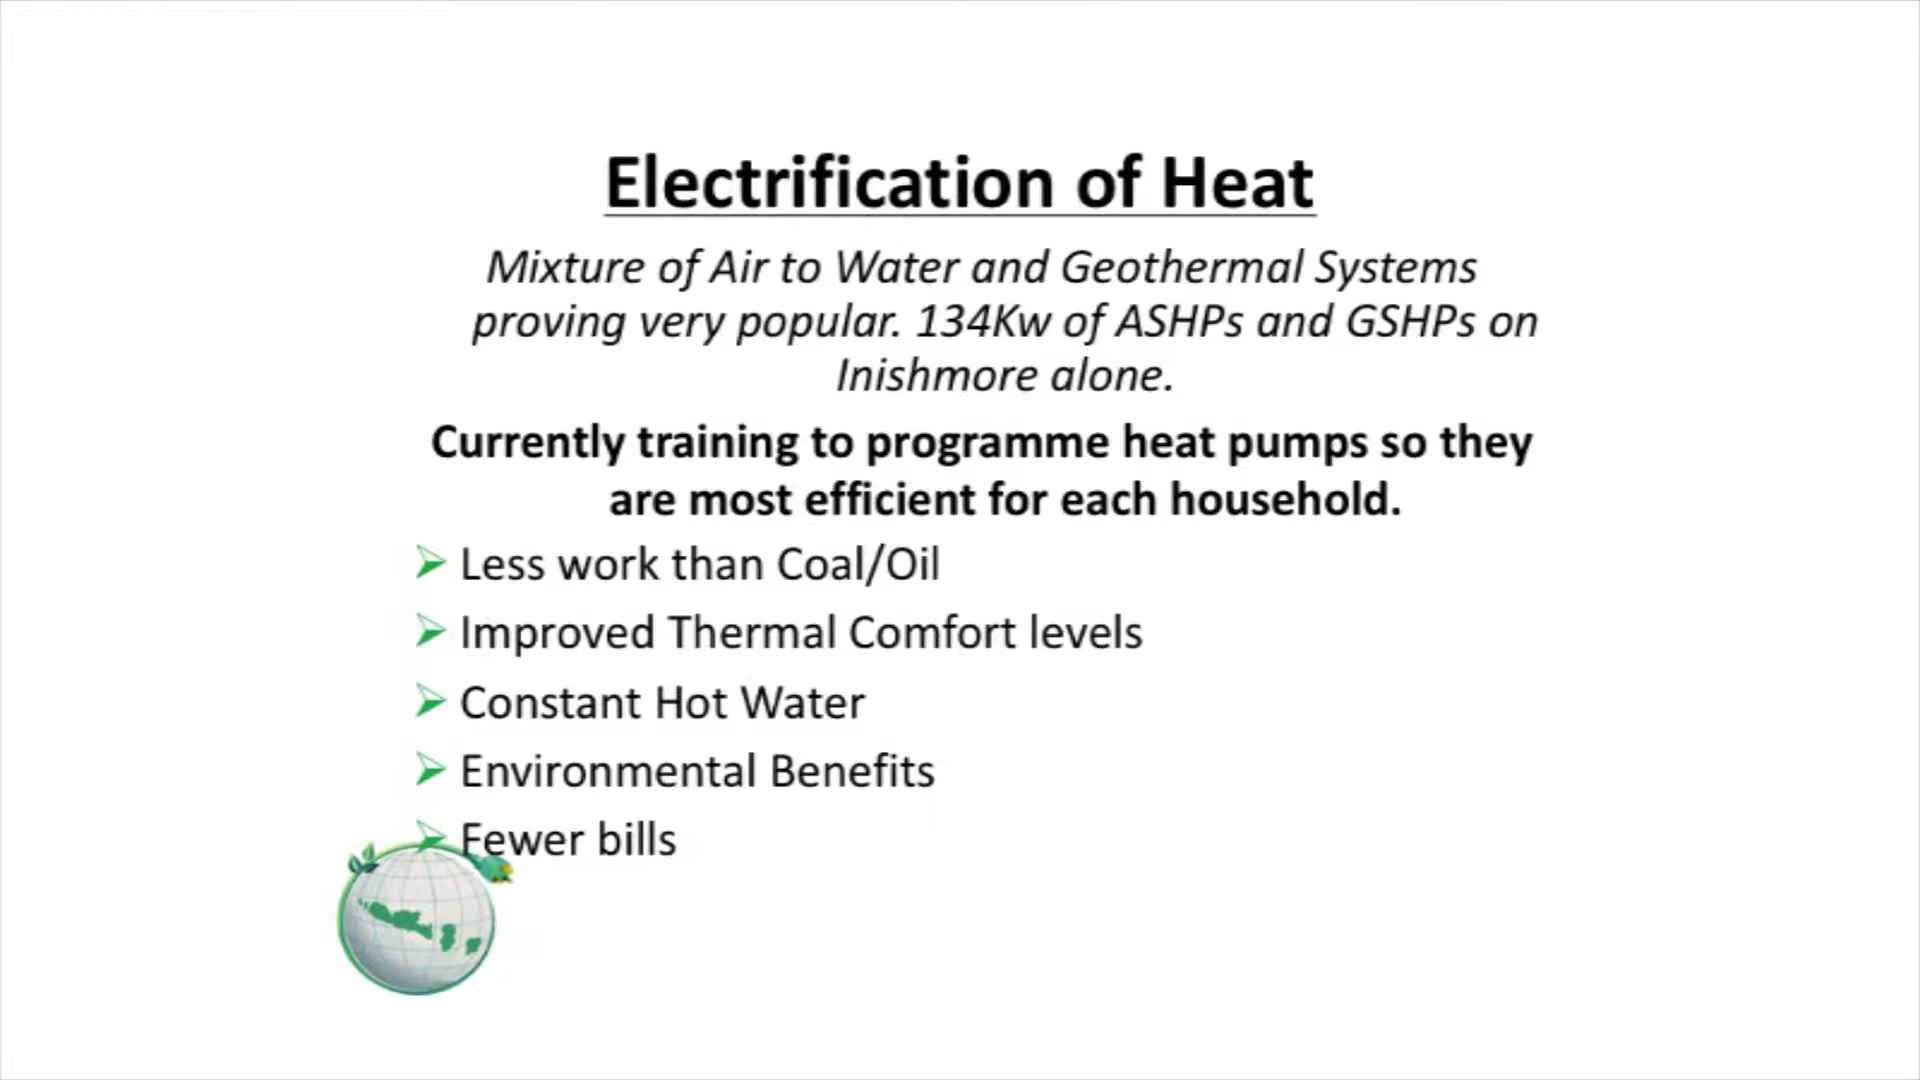 Electrification of Heat
Mixture of Air to Water and Geothermal Systems
proving very popular. 134Kw of ASHPs and GSHPs on
Inishmore alone.
Currently training to programme heat pumps so they
are most efficient for each household.
Less work than Coal/Oil
Improved Thermal Comfort levels
Constant Hot Water
Environmental Benefits
Fewer bills